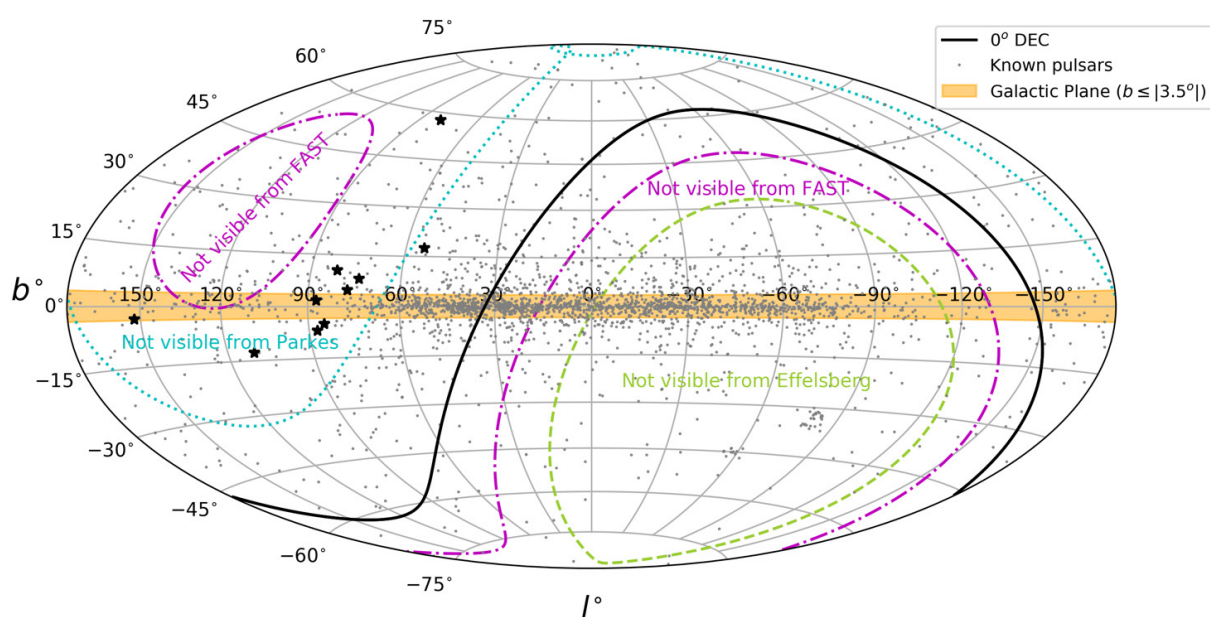 75°
60°
45°
30°
15°
0°
−15°
−30°
−45°
−60°
−75°
b°
150° 120° 90° 60° 30° 0° −30° −60° −90° −120° −150°
l°
0° DEC
Known pulsars
Galactic Plane (b ≤ |3.5°|)
Not visible from FAST
Not visible from FAST
Not visible from Parkes
Not visible from Effelsberg